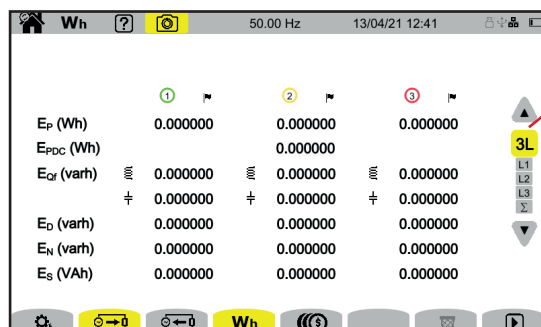 Wh ? 50.00 Hz 13/04/21 12:41
1 2 3
EP (Wh) 0.000000 0.000000 0.000000
EPDC (Wh) 0.000000
EQf (varh) 0.000000 0.000000 0.000000
0.000000 0.000000 0.000000
ED (varh) 0.000000 0.000000 0.000000
EN (varh) 0.000000 0.000000 0.000000
ES (VAh) 0.000000 0.000000 0.000000
3L
L1
L2
L3
Σ
Wh $